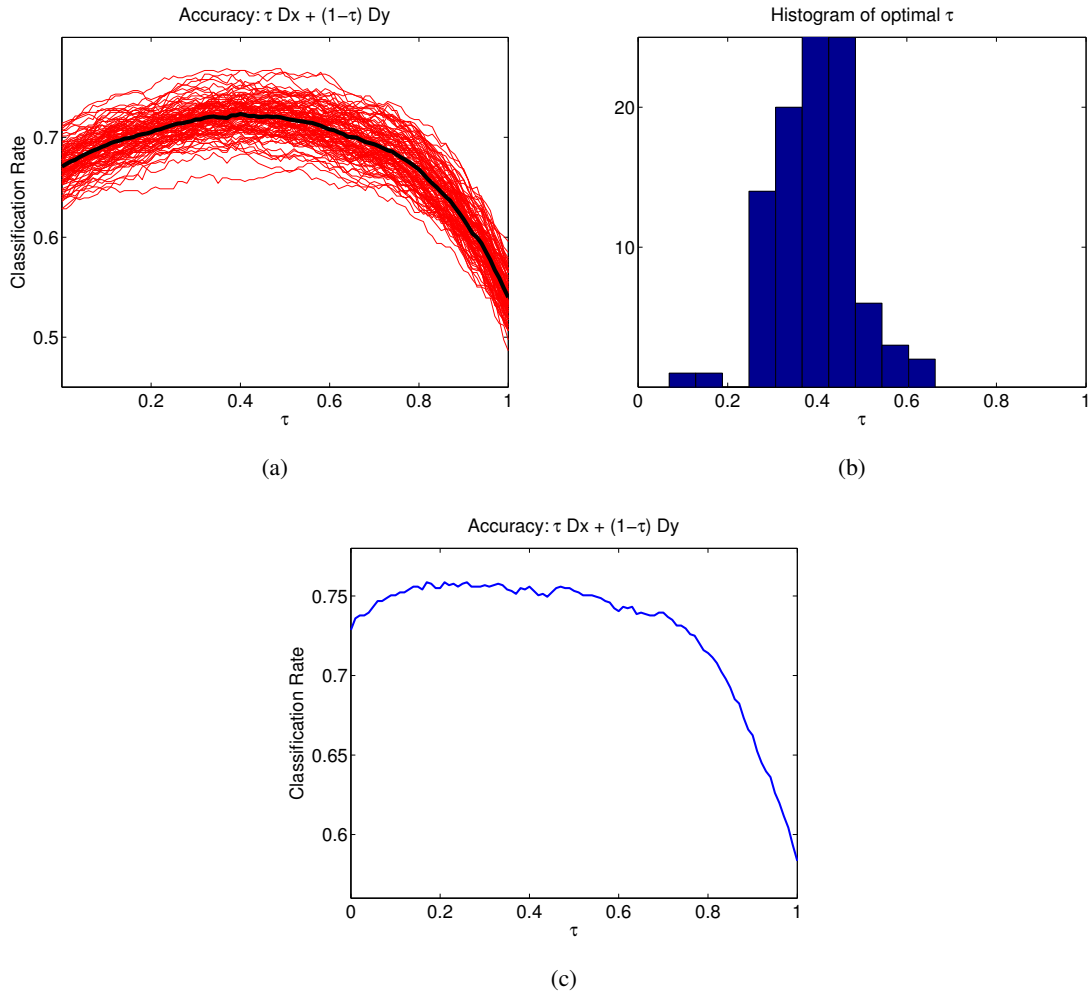 Accuracy: τ Dx + (1−τ) Dy
Classification Rate
0.7
0.6
0.5
0.2
0.4
0.6
0.8
1
τ
(a)
Histogram of optimal τ
20
10
0
0.2
0.4
0.6
0.8
1
τ
(b)
Accuracy: τ Dx + (1−τ) Dy
Classification Rate
0.75
0.7
0.65
0.6
0
0.2
0.4
0.6
0.8
1
τ
(c)